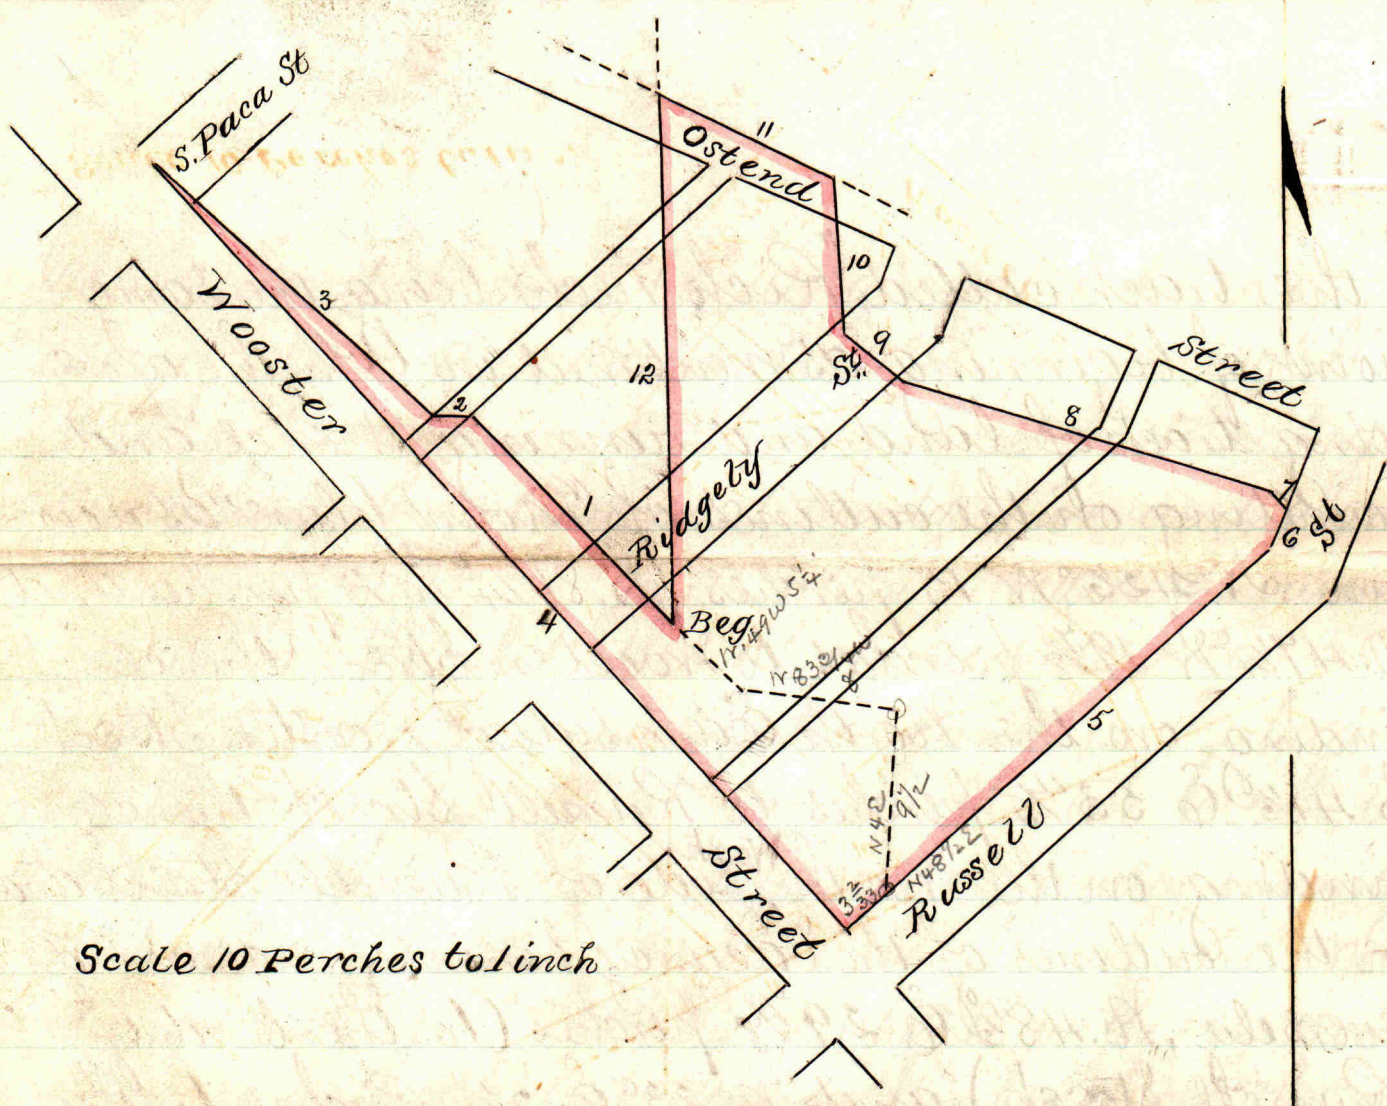 S. Paca St
11
Ostend
10
3
9
St.
Street
Wooster
12
2
8
1
Ridgely
7
6
St
4
Beg.
N. 49 W 5¼
N 83¾ W
8
5
N 4 E
9½
N 48½ E
Russell
Street
Scale 10 Perches to 1 inch